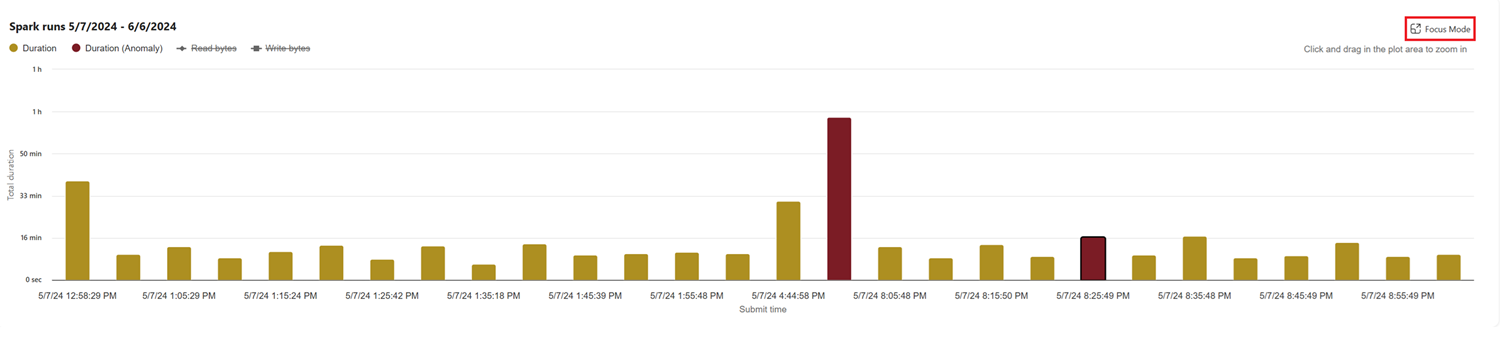 Spark runs 5/7/2024 - 6/6/2024
Focus Mode
Duration Duration (Anomaly) Read bytes Write bytes
Click and drag in the plot area to zoom in
1 h
1 h
50 min
33 min
16 min
0 sec
Total duration
5/7/24 12:58:29 PM 5/7/24 1:05:29 PM 5/7/24 1:15:24 PM 5/7/24 1:25:42 PM 5/7/24 1:35:18 PM 5/7/24 1:45:39 PM 5/7/24 1:55:48 PM 5/7/24 4:44:58 PM 5/7/24 8:05:48 PM 5/7/24 8:15:50 PM 5/7/24 8:25:49 PM 5/7/24 8:35:48 PM 5/7/24 8:45:49 PM 5/7/24 8:55:49 PM
Submit time